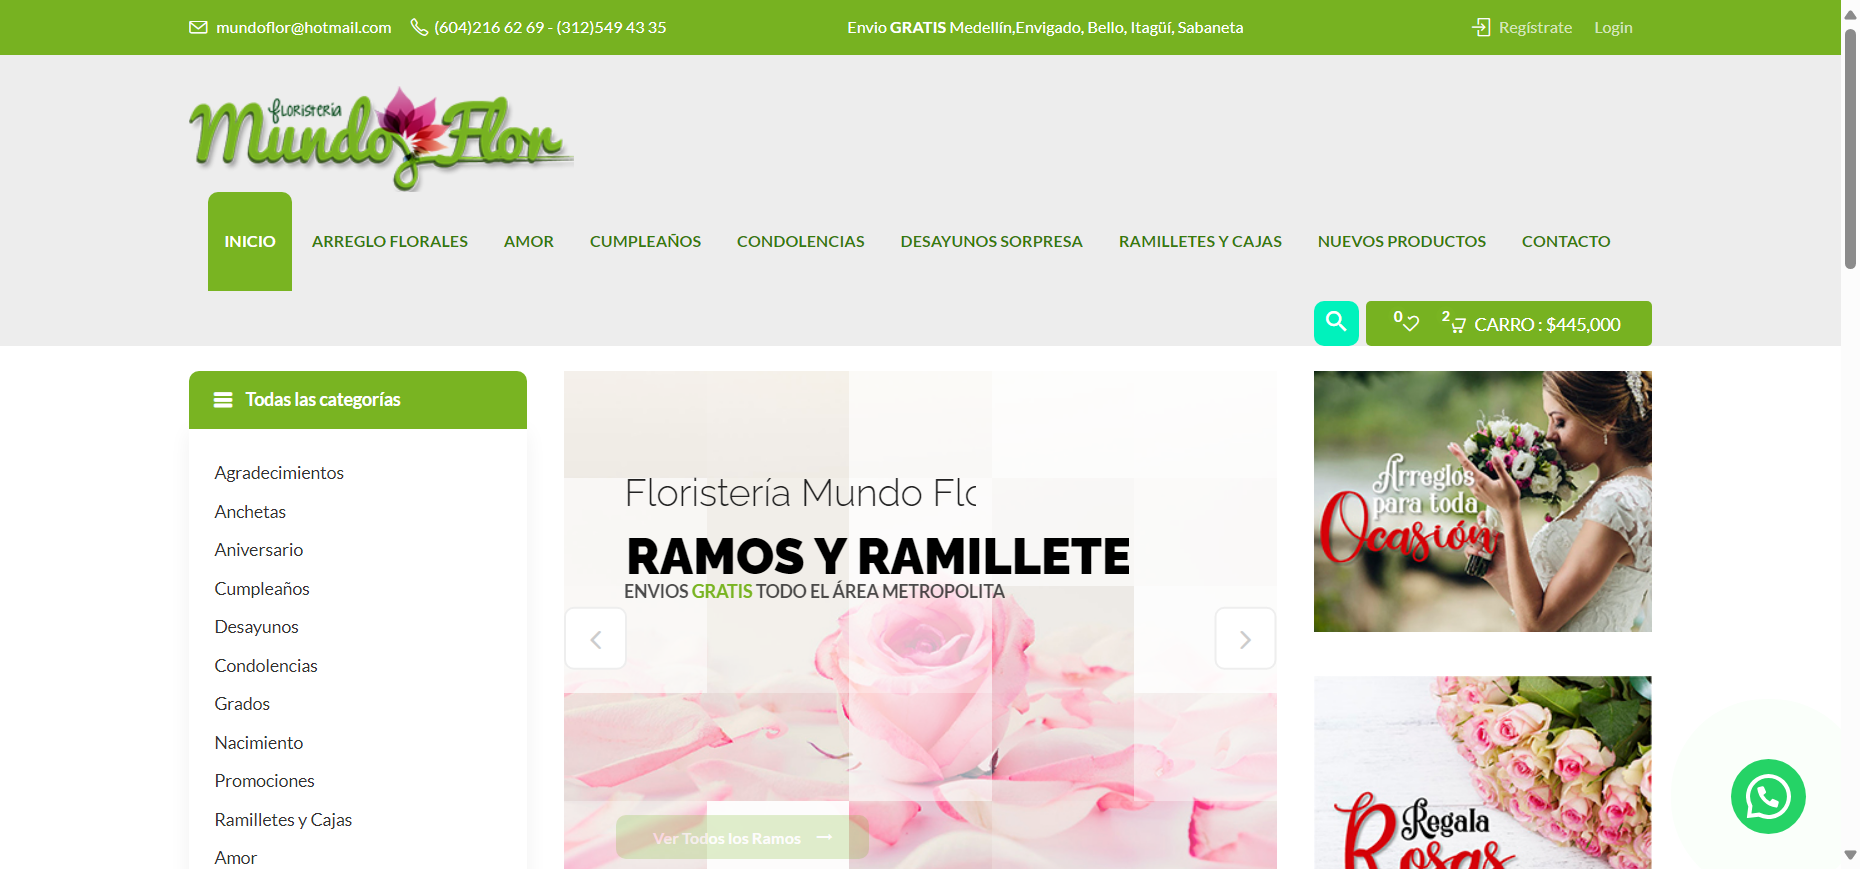 mundoflor@hotmail.com (604)216 62 69 - (312)549 43 35 Envio GRATIS Medellín,Envigado, Bello, Itagüí, Sabaneta Regístrate Login
floristeria
Mundo Flor
INICIO ARREGLO FLORALES AMOR CUMPLEAÑOS CONDOLENCIAS DESAYUNOS SORPRESA RAMILLETES Y CAJAS NUEVOS PRODUCTOS CONTACTO
0 2 CARRO : $445,000
Todas las categorías
Agradecimientos
Anchetas
Aniversario
Cumpleaños
Desayunos
Condolencias
Grados
Nacimiento
Promociones
Ramilletes y Cajas
Amor
Floristería Mundo Flo
RAMOS Y RAMILLETE
ENVIOS GRATIS TODO EL ÁREA METROPOLITA
Ver Todos los Ramos
Arreglos
para toda
Ocasión
Regala
Rosas